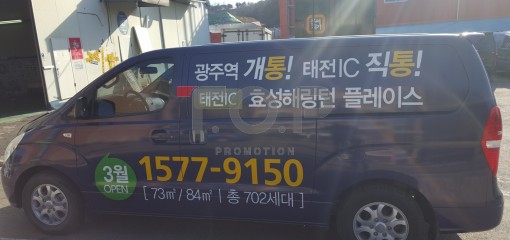 광주역 개통! 태전IC 직통!
태전IC 효성해링턴 플레이스
PROMOTION
3월 1577-9150
OPEN
[ 73㎡/ 84㎡ | 총 702세대 ]